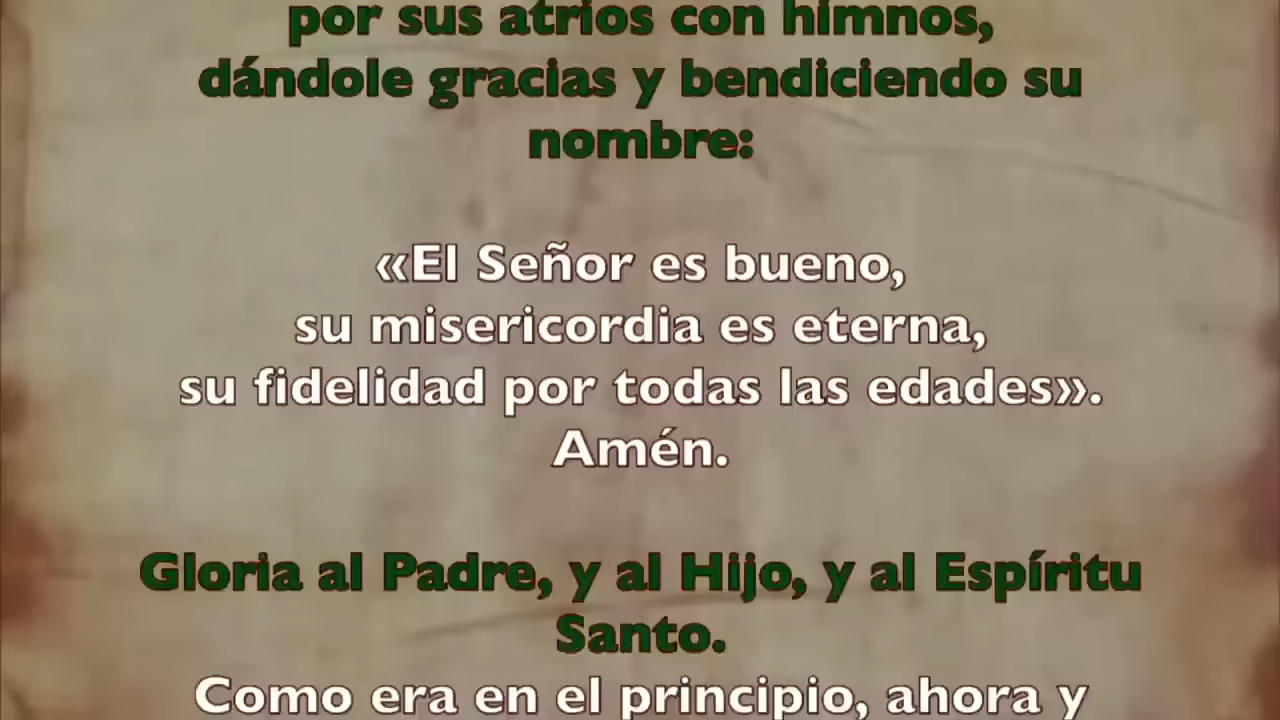 por sus atrios con himnos,
dándole gracias y bendiciendo su
nombre:
«El Señor es bueno,
su misericordia es eterna,
su fidelidad por todas las edades».
Amén.
Gloria al Padre, y al Hijo, y al Espíritu
Santo.
Como era en el principio, ahora y